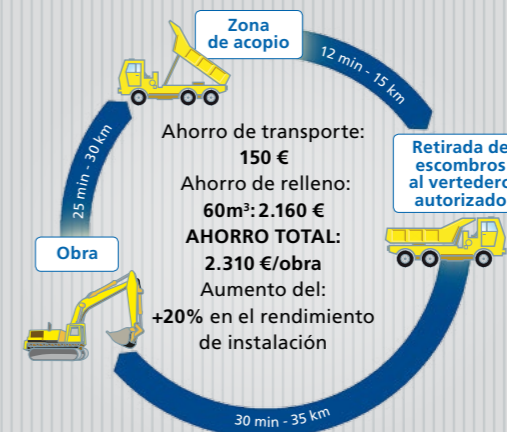 Zona
de acopio
12 min - 15 km
Retirada de
escombros
al vertedero
autorizado
25 min - 30 km
Ahorro de transporte:
150 €
Ahorro de relleno:
60m³: 2.160 €
AHORRO TOTAL:
2.310 €/obra
Aumento del:
+20% en el rendimiento
de instalación
Obra
30 min - 35 km